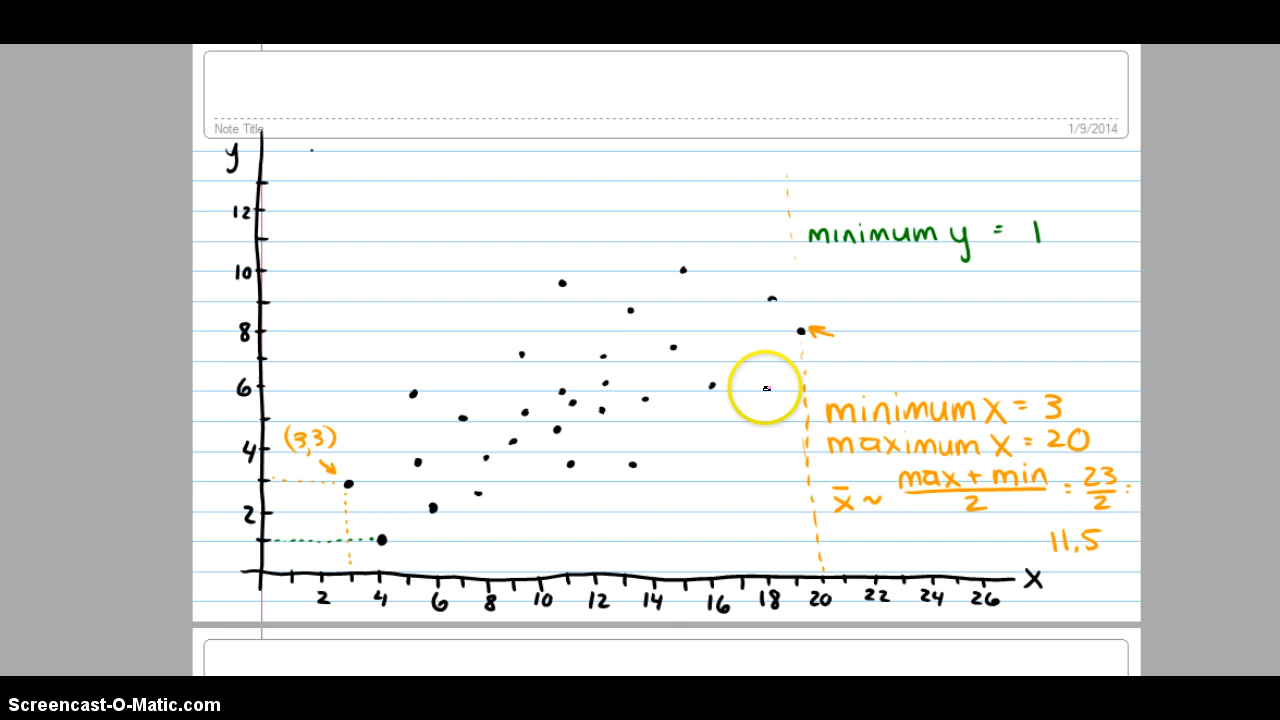 Note Title
1/9/2014
y
12
minimum y = 1
10
8
6
minimum x = 3
(3,3)
maximum x = 20
4
x̄ ~ max + min / 2 = 23 / 2 =
2
11.5
x
2 4 6 8 10 12 14 16 18 20 22 24 26
Screencast-O-Matic.com